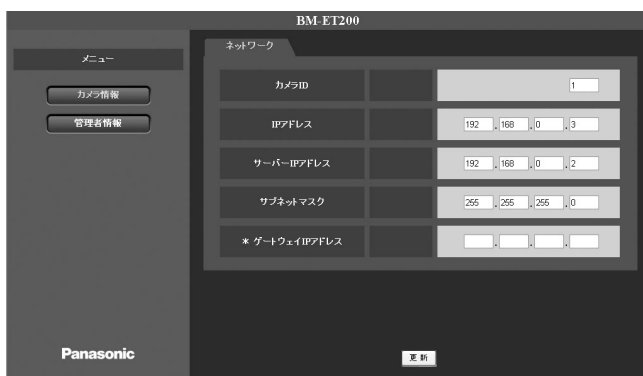 BM-ET200
メニュー
カメラ情報
管理者情報
ネットワーク
カメラID 1
IPアドレス 192 . 168 . 0 . 3
サーバーIPアドレス 192 . 168 . 0 . 2
サブネットマスク 255 . 255 . 255 . 0
* ゲートウェイIPアドレス . . .
Panasonic
更新